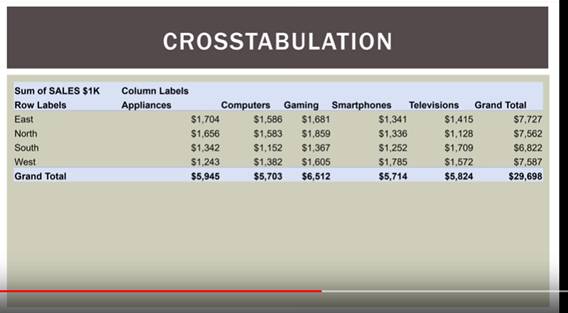 CROSSTABULATION
Sum of SALES $1K Column Labels
Row Labels Appliances Computers Gaming Smartphones Televisions Grand Total
East $1,704 $1,586 $1,681 $1,341 $1,415 $7,727
North $1,656 $1,583 $1,859 $1,336 $1,128 $7,562
South $1,342 $1,152 $1,367 $1,252 $1,709 $6,822
West $1,243 $1,382 $1,605 $1,785 $1,572 $7,587
Grand Total $5,945 $5,703 $6,512 $5,714 $5,824 $29,698